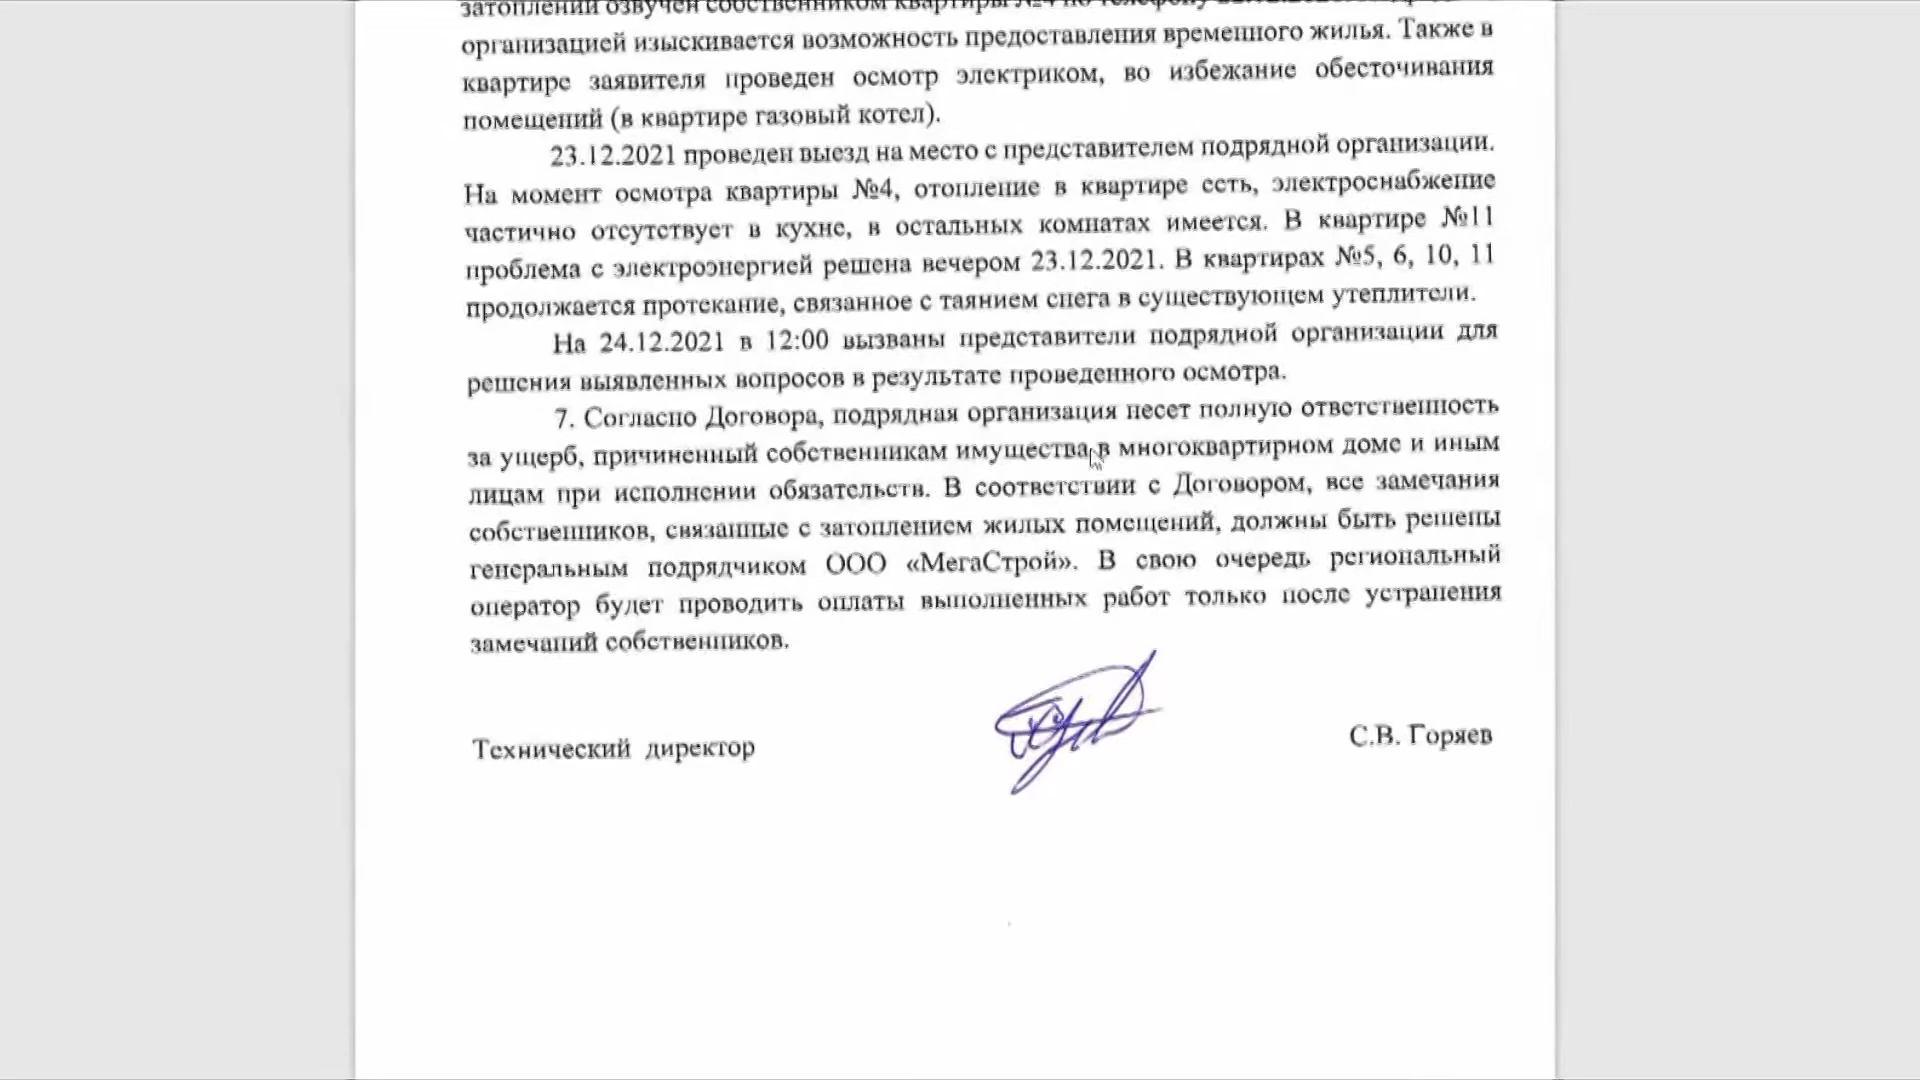 затоплении озвучен собственником квартиры №4 по телефону
организацией изыскивается возможность предоставления временного жилья. Также в
квартире заявителя проведен осмотр электриком, во избежание обесточивания
помещений (в квартире газовый котел).
23.12.2021 проведен выезд на место с представителем подрядной организации.
На момент осмотра квартиры №4, отопление в квартире есть, электроснабжение
частично отсутствует в кухне, в остальных комнатах имеется. В квартире №11
проблема с электроэнергией решена вечером 23.12.2021. В квартирах №5, 6, 10, 11
продолжается протекание, связанное с таянием снега в существующем утеплители.
На 24.12.2021 в 12:00 вызваны представители подрядной организации для
решения выявленных вопросов в результате проведенного осмотра.
7. Согласно Договора, подрядная организация несет полную ответственность
за ущерб, причиненный собственникам имущества в многоквартирном доме и иным
лицам при исполнении обязательств. В соответствии с Договором, все замечания
собственников, связанные с затоплением жилых помещений, должны быть решены
генеральным подрядчиком ООО «МегаСтрой». В свою очередь региональный
оператор будет проводить оплаты выполненных работ только после устранения
замечаний собственников.
Технический директор
С.В. Горяев